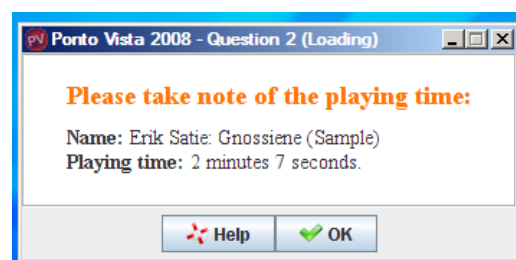 PV Ponto Vista 2008 - Question 2 (Loading)
Please take note of the playing time:
Name: Erik Satie: Gnossiene (Sample)
Playing time: 2 minutes 7 seconds.
Help OK